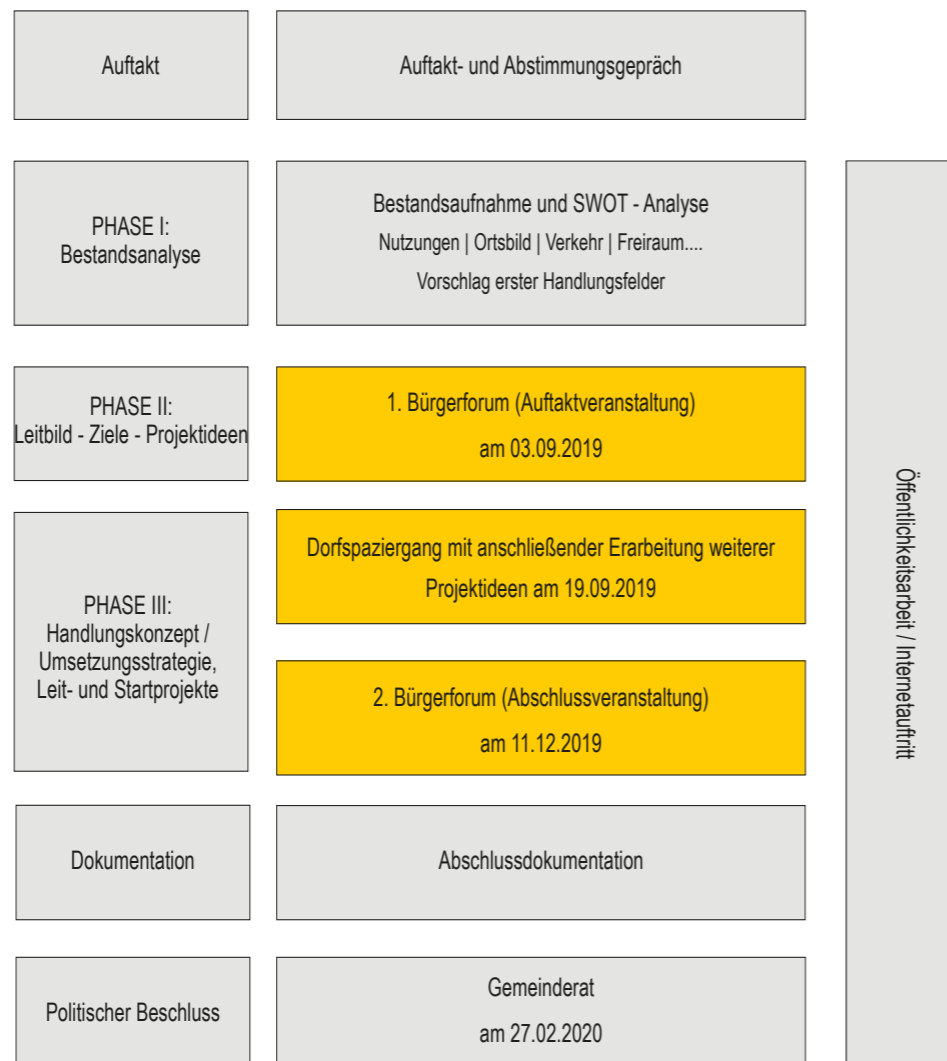 Auftakt
Auftakt- und Abstimmungsgepräch
PHASE I:
Bestandsanalyse
Bestandsaufnahme und SWOT - Analyse
Nutzungen | Ortsbild | Verkehr | Freiraum....
Vorschlag erster Handlungsfelder
PHASE II:
Leitbild - Ziele - Projektideen
1. Bürgerforum (Auftaktveranstaltung)
am 03.09.2019
PHASE III:
Handlungskonzept /
Umsetzungsstrategie,
Leit- und Startprojekte
Dorfspaziergang mit anschließender Erarbeitung weiterer
Projektideen am 19.09.2019
2. Bürgerforum (Abschlussveranstaltung)
am 11.12.2019
Dokumentation
Abschlussdokumentation
Politischer Beschluss
Gemeinderat
am 27.02.2020
Öffentlichkeitsarbeit / Internetauftritt